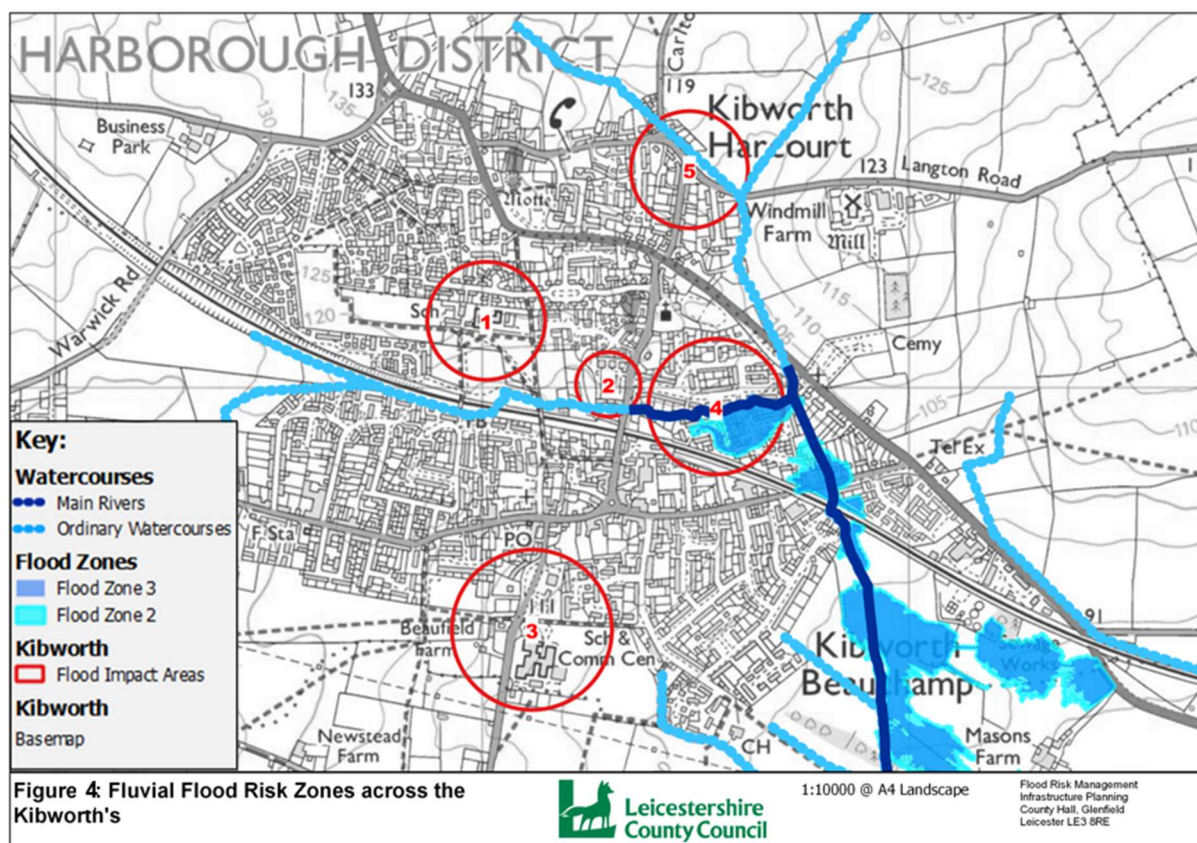 HARBOROUGH DISTRICT
133
Business
Park
130
135
119
125
Kibworth
Harcourt
5
123
Langton Road
Motte
Windmill
Farm
Mill
Warwick Rd
125
120
Sch
1
115
110
105
Cemy
2
4
105
110
Tel Ex
F Sta
PO
3
Beaufield
Farm
Sch &
Comm Cen
91
Kibworth
Beauchamp
Sewage
Works
Newstead
Farm
CH
Masons
Farm
Key:
Watercourses
Main Rivers
Ordinary Watercourses
Flood Zones
Flood Zone 3
Flood Zone 2
Kibworth
Flood Impact Areas
Kibworth
Basemap
Figure 4: Fluvial Flood Risk Zones across the
Kibworth's
Leicestershire
County Council
1:10000 @ A4 Landscape
Flood Risk Management
Infrastructure Planning
County Hall, Glenfield
Leicester LE3 8RE